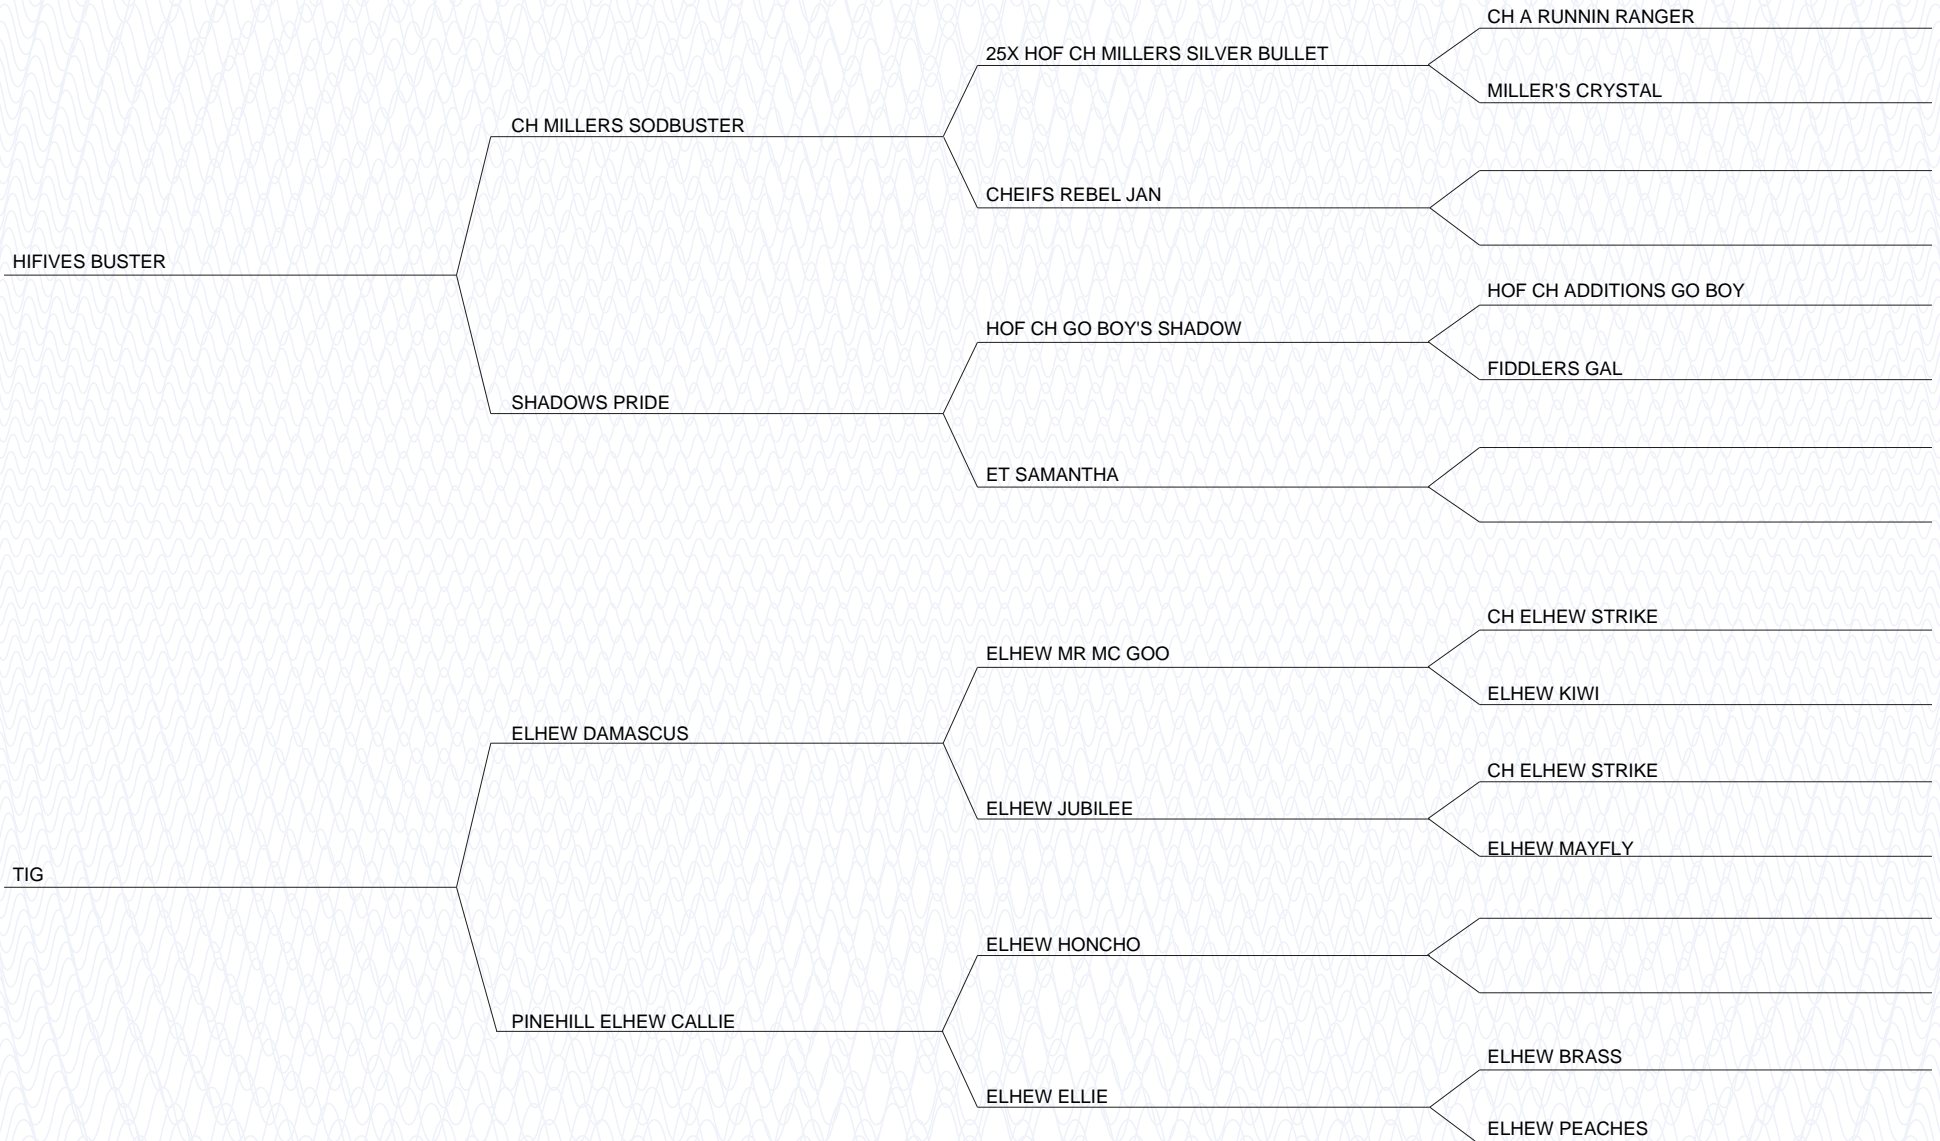 CH A RUNNIN RANGER
25X HOF CH MILLERS SILVER BULLET
MILLER'S CRYSTAL
CH MILLERS SODBUSTER
CHEIFS REBEL JAN
HIFIVES BUSTER
HOF CH ADDITIONS GO BOY
HOF CH GO BOY'S SHADOW
FIDDLERS GAL
SHADOWS PRIDE
ET SAMANTHA
CH ELHEW STRIKE
ELHEW MR MC GOO
ELHEW KIWI
ELHEW DAMASCUS
CH ELHEW STRIKE
ELHEW JUBILEE
ELHEW MAYFLY
TIG
ELHEW HONCHO
PINEHILL ELHEW CALLIE
ELHEW BRASS
ELHEW ELLIE
ELHEW PEACHES